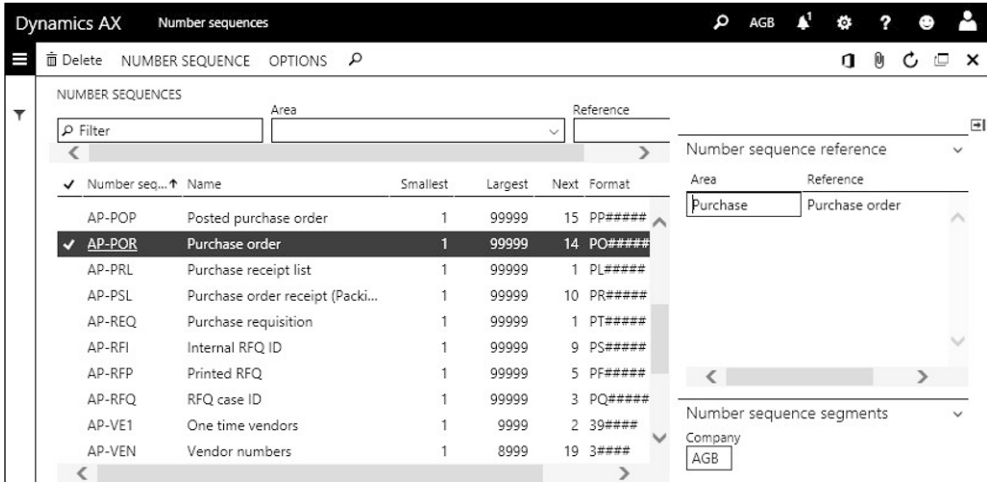 Dynamics AX Number sequences AGB 1 ?
Delete NUMBER SEQUENCE OPTIONS
NUMBER SEQUENCES
Area Reference
Filter
Number seq... Name Smallest Largest Next Format
AP-POP Posted purchase order 1 99999 15 PP#####
AP-POR Purchase order 1 99999 14 PO#####
AP-PRL Purchase receipt list 1 99999 1 PL#####
AP-PSL Purchase order receipt (Packi... 1 99999 10 PR#####
AP-REQ Purchase requisition 1 99999 1 PT#####
AP-RFI Internal RFQ ID 1 99999 9 PS#####
AP-RFP Printed RFQ 1 99999 5 PF#####
AP-RFQ RFQ case ID 1 99999 3 PQ#####
AP-VE1 One time vendors 1 9999 2 39####
AP-VEN Vendor numbers 1 8999 19 3####
Number sequence reference
Area Reference
Purchase Purchase order
Number sequence segments
Company
AGB